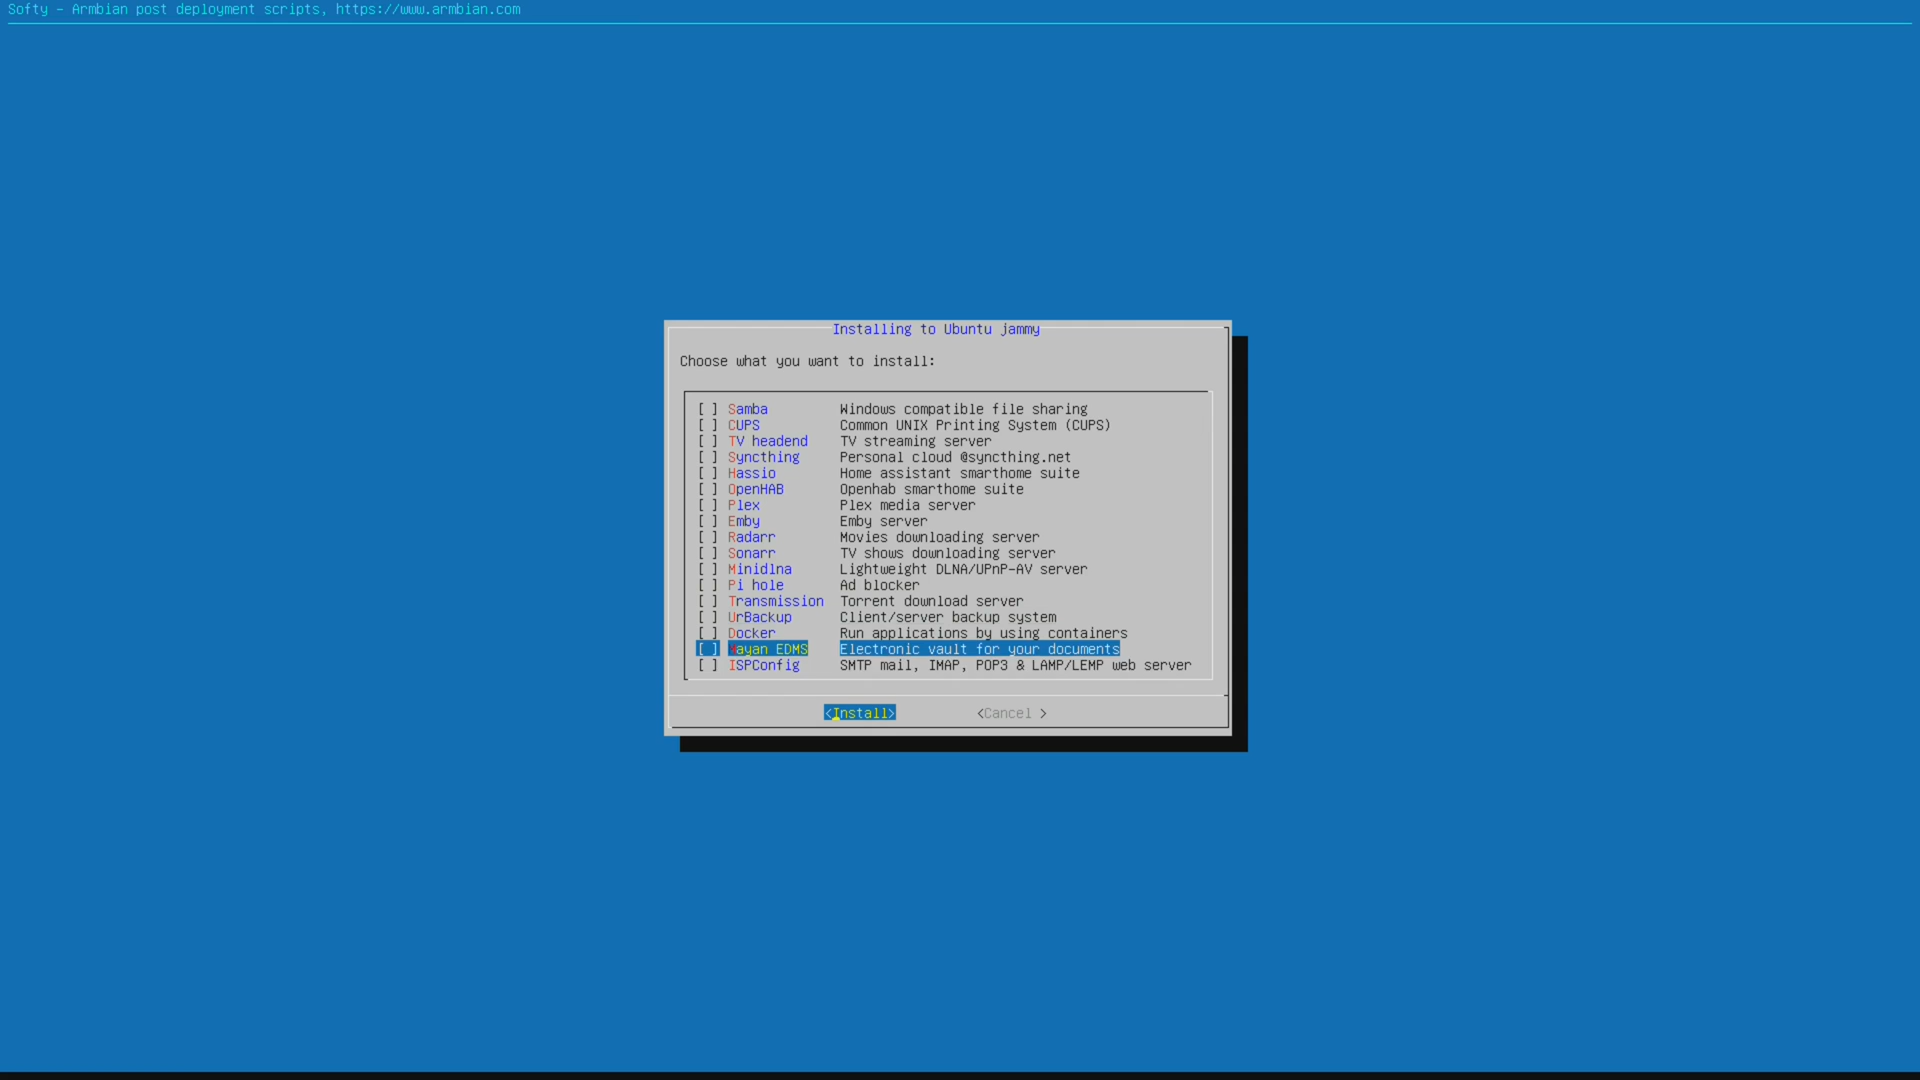 Softy - Armbian post deployment scripts, https://www.armbian.com
Installing to Ubuntu jammy
Choose what you want to install:
[ ] Samba Windows compatible file sharing
[ ] CUPS Common UNIX Printing System (CUPS)
[ ] TV headend TV streaming server
[ ] Syncthing Personal cloud @syncthing.net
[ ] Hassio Home assistant smarthome suite
[ ] OpenHAB Openhab smarthome suite
[ ] Plex Plex media server
[ ] Emby Emby server
[ ] Radarr Movies downloading server
[ ] Sonarr TV shows downloading server
[ ] Minidlna Lightweight DLNA/UPnP-AV server
[ ] Pi hole Ad blocker
[ ] Transmission Torrent download server
[ ] UrBackup Client/server backup system
[ ] Docker Run applications by using containers
[ ] Mayan EDMS Electronic vault for your documents
[ ] ISPConfig SMTP mail, IMAP, POP3 & LAMP/LEMP web server
<Install> <Cancel >